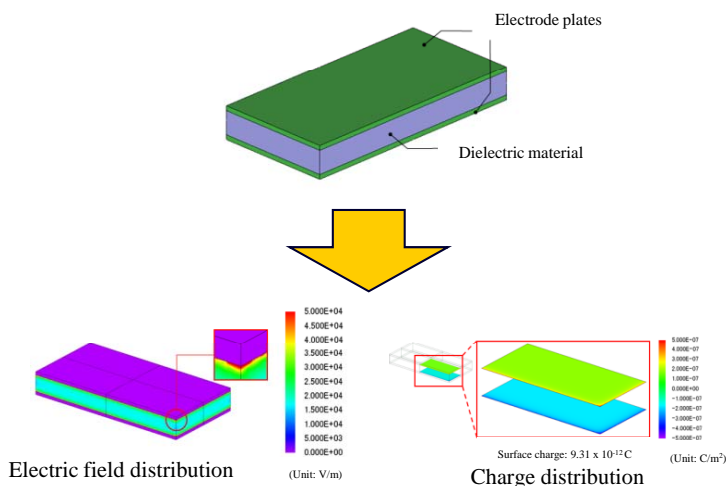 Electrode plates
Dielectric material
5.000E+04
4.500E+04
4.000E+04
3.500E+04
3.000E+04
2.500E+04
2.000E+04
1.500E+04
1.000E+04
5.000E+03
0.000E+00
Electric field distribution
(Unit: V/m)
5.000E-07
4.000E-07
3.000E-07
2.000E-07
1.000E-07
0.000E+00
-1.000E-07
-2.000E-07
-3.000E-07
-4.000E-07
-5.000E-07
Surface charge: 9.31 x 10⁻¹² C
(Unit: C/m²)
Charge distribution